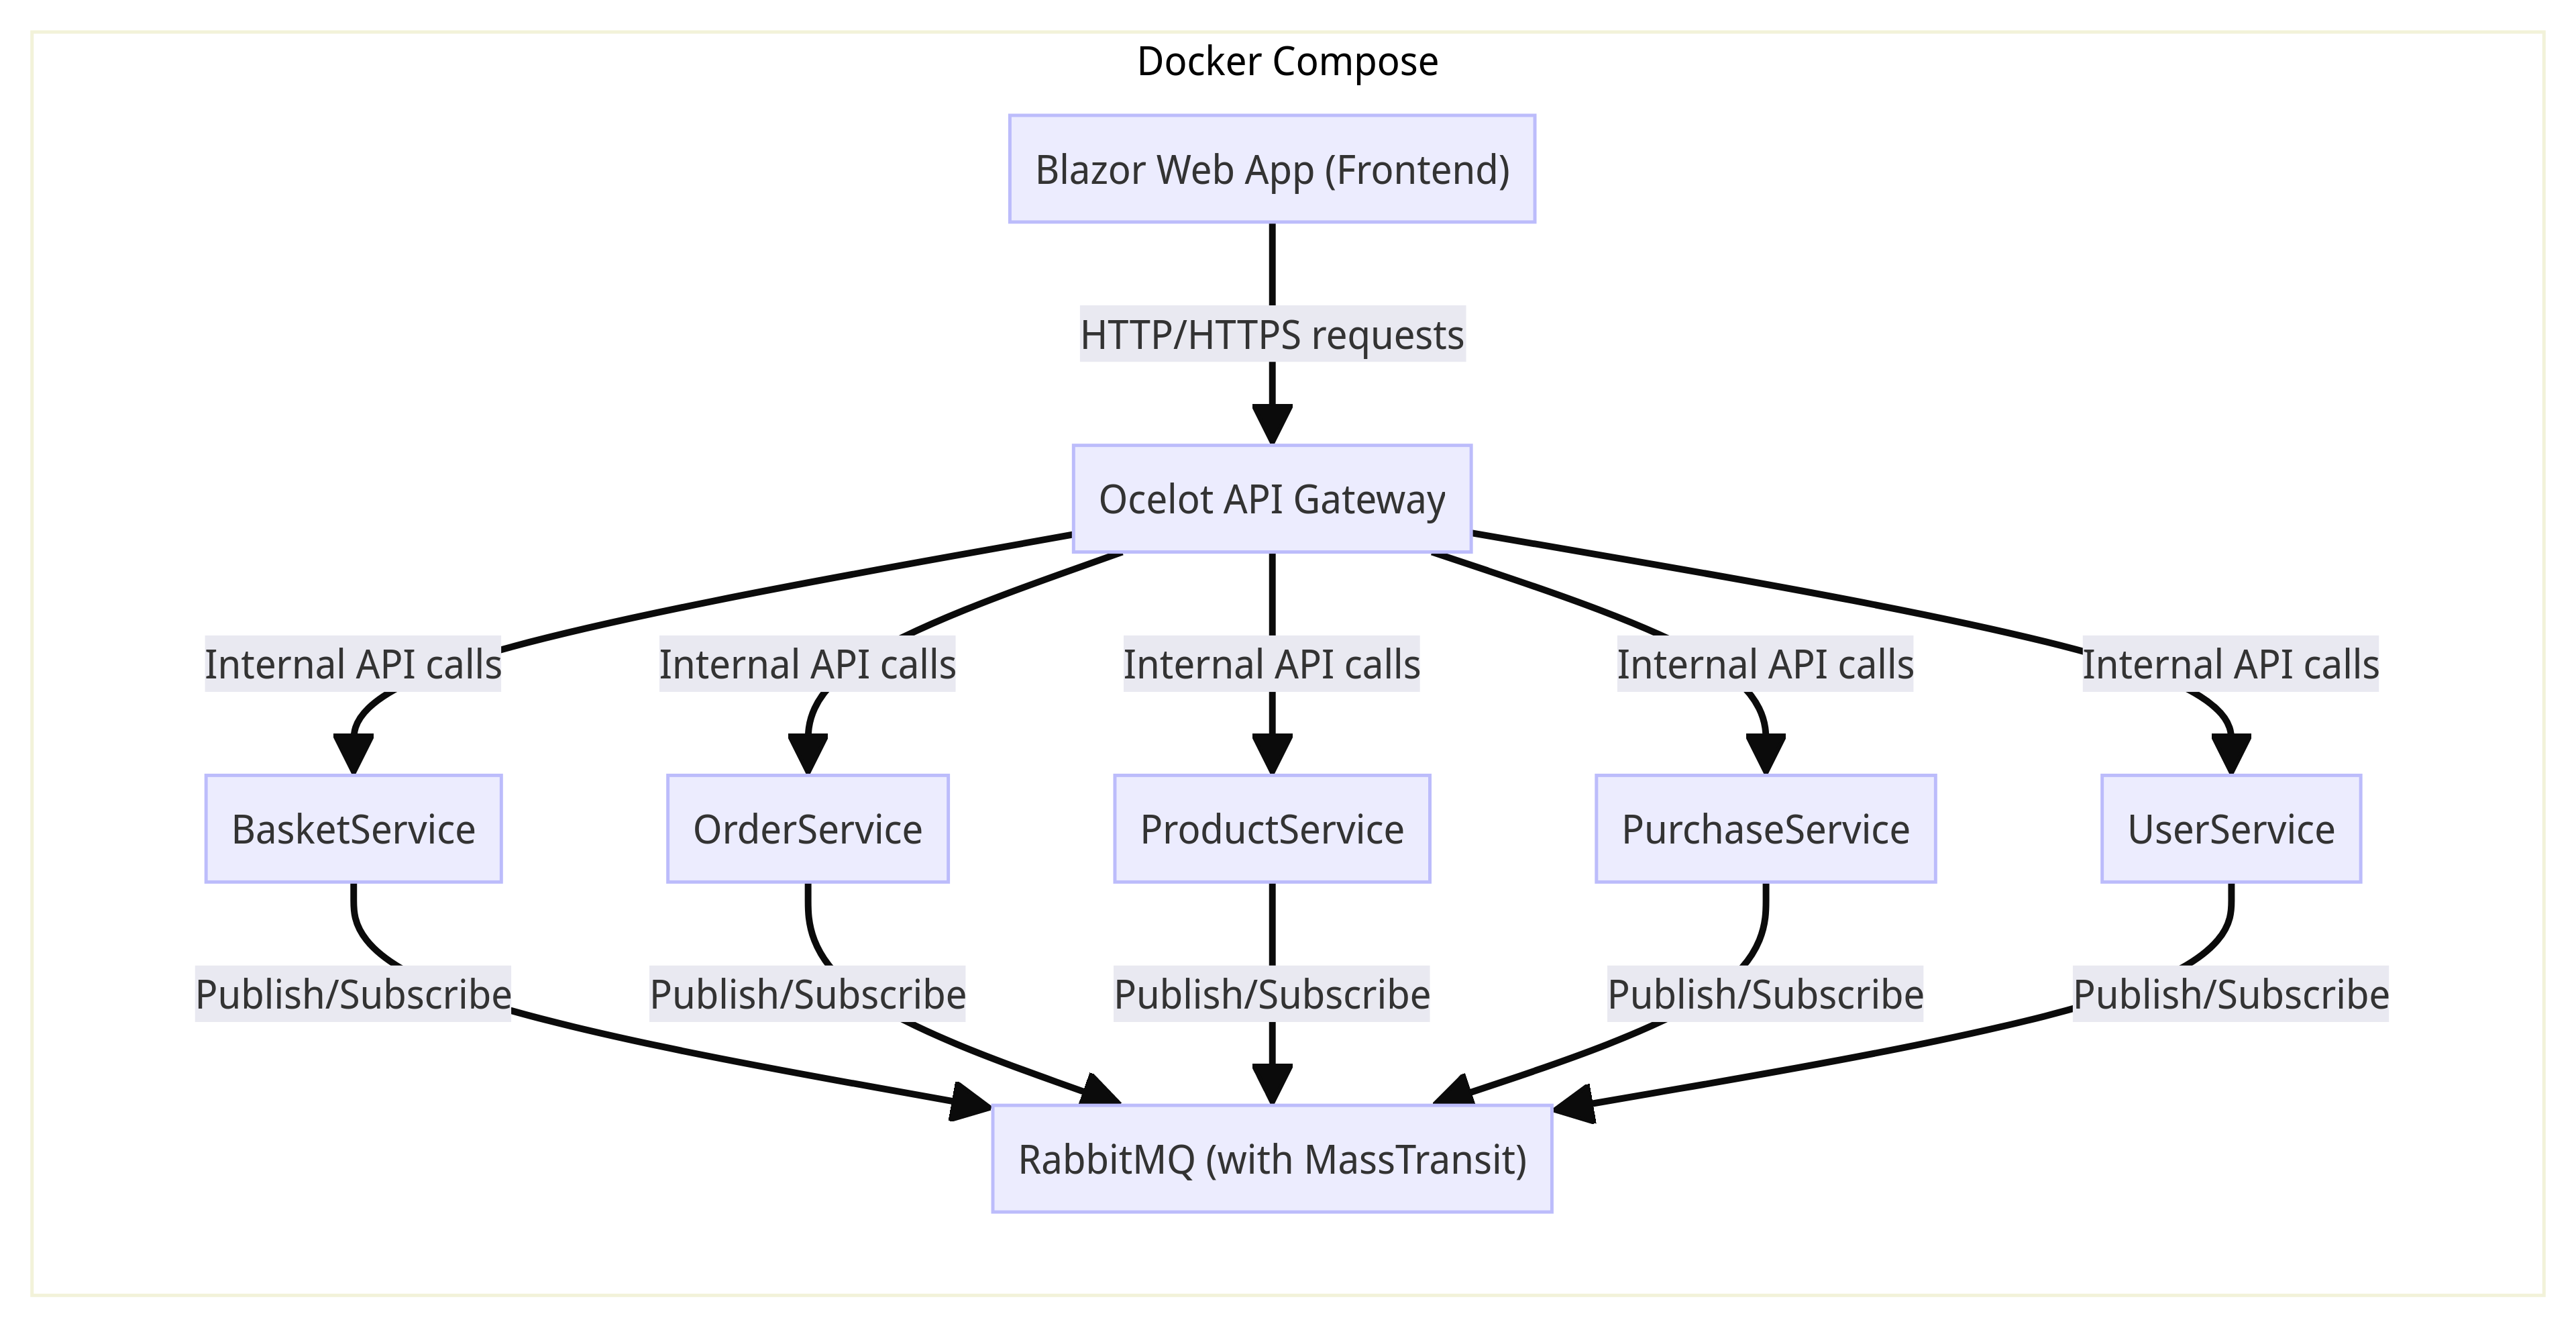 Docker Compose
Blazor Web App (Frontend)
HTTP/HTTPS requests
Ocelot API Gateway
Internal API calls
Internal API calls
Internal API calls
Internal API calls
Internal API calls
BasketService
OrderService
ProductService
PurchaseService
UserService
Publish/Subscribe
Publish/Subscribe
Publish/Subscribe
Publish/Subscribe
Publish/Subscribe
RabbitMQ (with MassTransit)